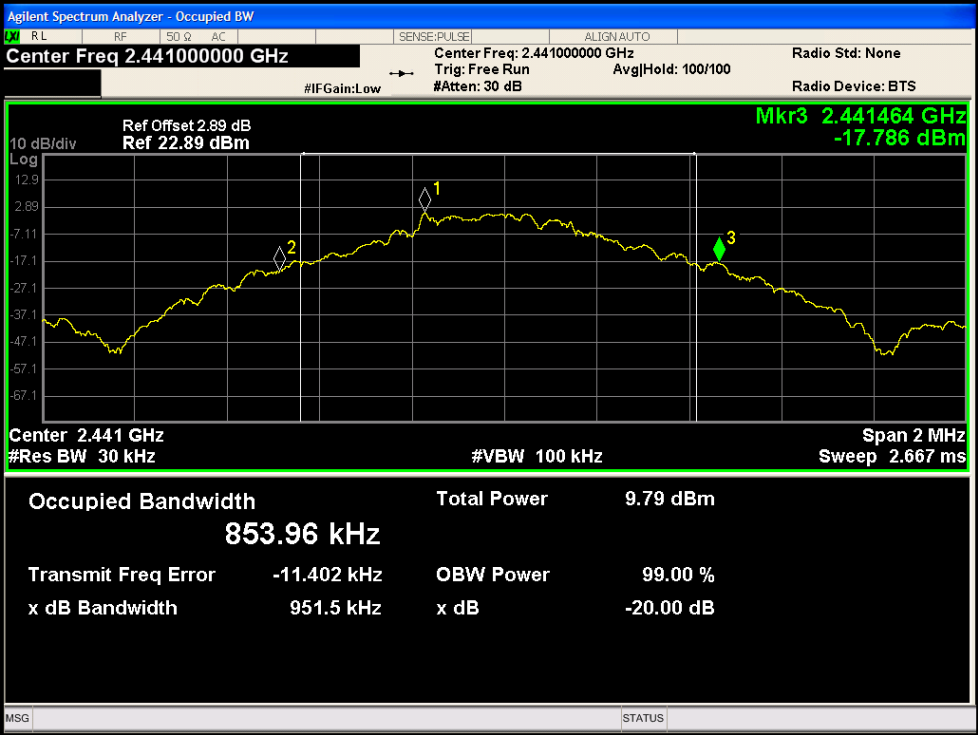 Agilent Spectrum Analyzer - Occupied BW
LXI RL RF 50 Ω AC SENSE:PULSE ALIGN AUTO
Center Freq 2.441000000 GHz
Center Freq: 2.441000000 GHz Radio Std: None
Trig: Free Run Avg|Hold: 100/100
#IFGain:Low #Atten: 30 dB Radio Device: BTS
Mkr3 2.441464 GHz
-17.786 dBm
Ref Offset 2.89 dB
10 dB/div Ref 22.89 dBm
Log
12.9
2.89
-7.11
-17.1
-27.1
-37.1
-47.1
-57.1
-67.1
1
2
3
Center 2.441 GHz Span 2 MHz
#Res BW 30 kHz #VBW 100 kHz Sweep 2.667 ms
Occupied Bandwidth Total Power 9.79 dBm
853.96 kHz
Transmit Freq Error -11.402 kHz OBW Power 99.00 %
x dB Bandwidth 951.5 kHz x dB -20.00 dB
MSG STATUS